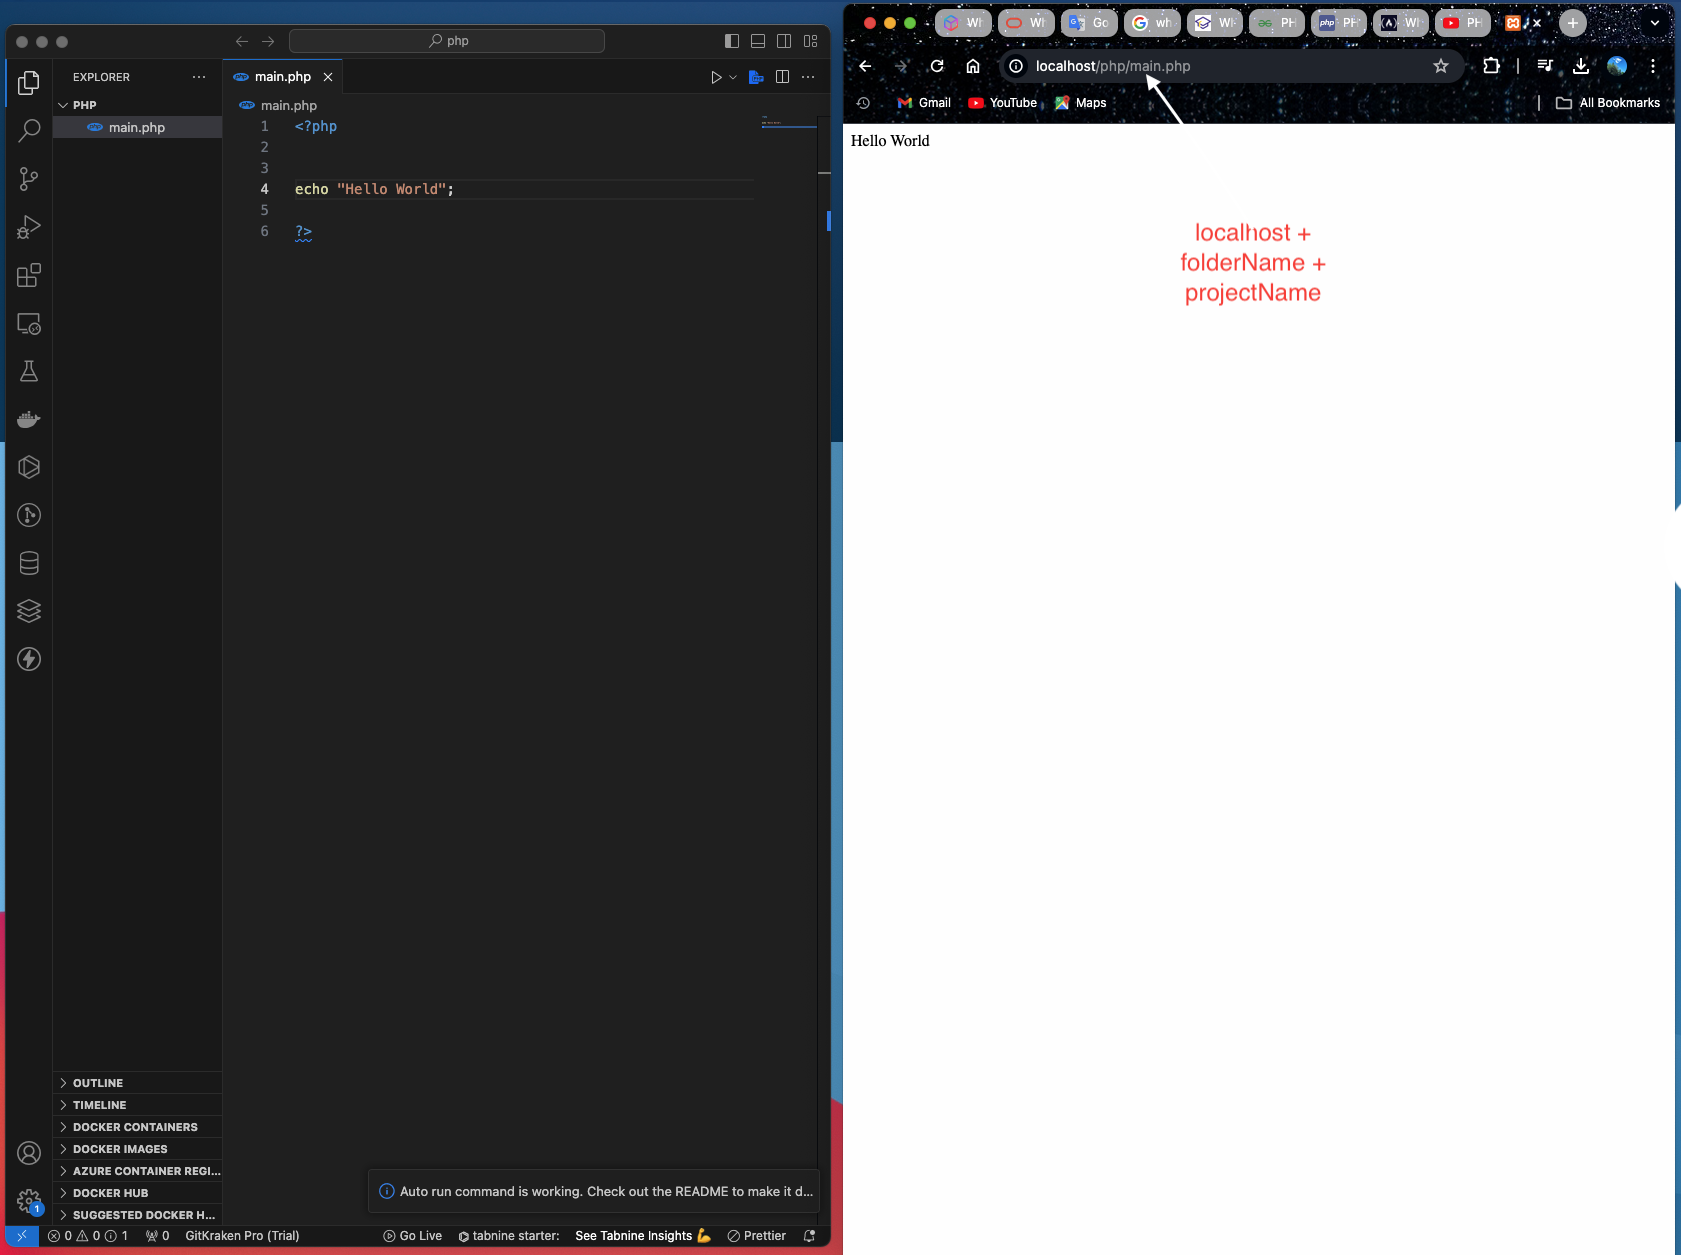 php
EXPLORER
PHP
main.php
main.php
main.php
1 <?php
2
3
4 echo "Hello World";
5
6 ?>
OUTLINE
TIMELINE
DOCKER CONTAINERS
DOCKER IMAGES
AZURE CONTAINER REGI...
DOCKER HUB
SUGGESTED DOCKER H...
Auto run command is working. Check out the README to make it d...
1
0 0 1 0 GitKraken Pro (Trial) Go Live tabnine starter: See Tabnine Insights 💪 Prettier
Wh Wh Go wh Wh PH php PH Wh PH
localhost/php/main.php
Gmail YouTube Maps All Bookmarks
Hello World
localhost +
folderName +
projectName